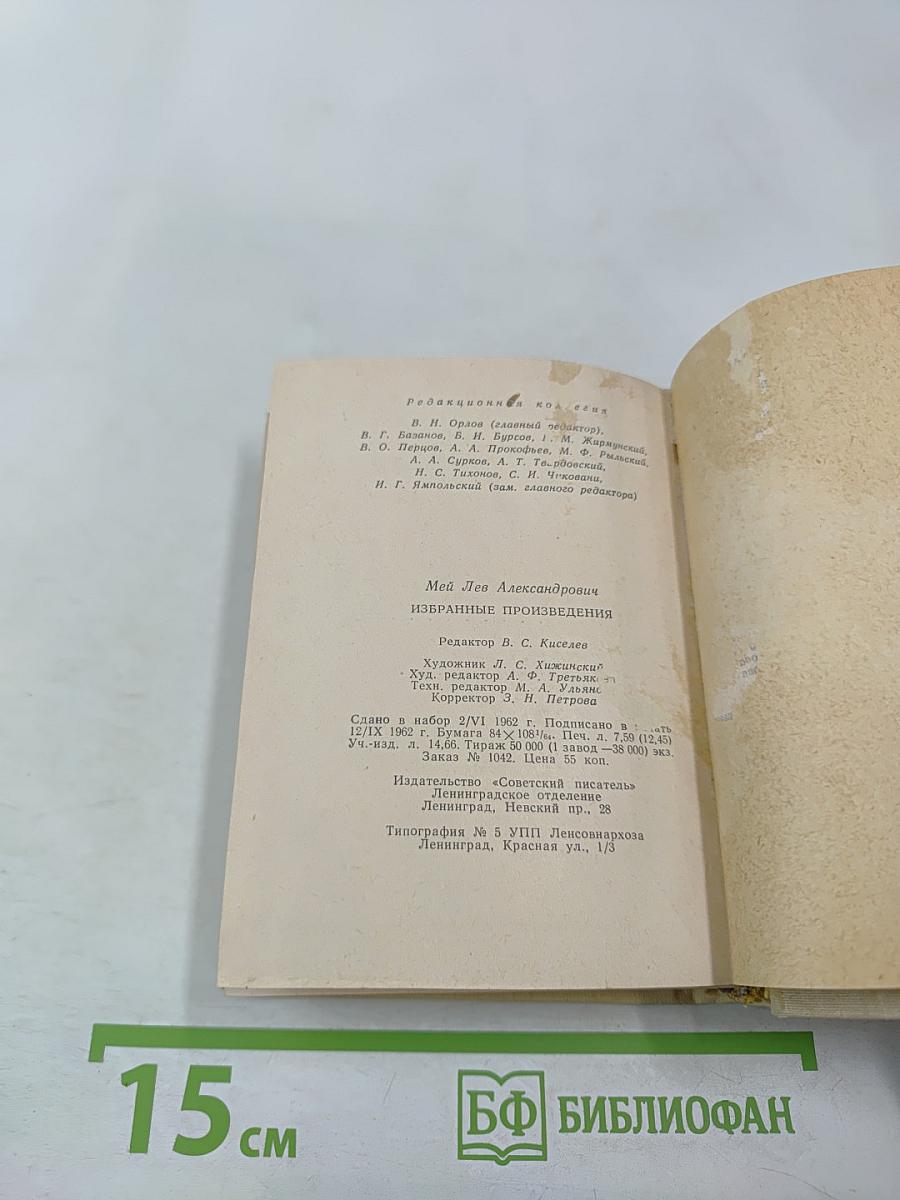 Редакционная коллегия
В. Н. Орлов (главный редактор),
В. Г. Базанов, Б. И. Бурсов, М. Жирмунский,
В. О. Перцов, А. А. Прокофьев, М. Ф. Рыльский,
А. А. Сурков, А. Т. Твардовский,
Н. С. Тихонов, С. И. Чиковани,
И. Г. Ямпольский (зам. главного редактора)
Мей Лев Александрович
ИЗБРАННЫЕ ПРОИЗВЕДЕНИЯ
Редактор В. С. Киселев
Художник Л. С. Хижинский
Худ. редактор А. Ф.
Техн. редактор М. А.
Корректор З. Н. Петрова
Сдано в набор 2/VI 1962 г. Подписано в
12/IX 1962 г. Бумага 84×108 1/64. Печ. л. 7,59 (12,45)
Уч.-изд. л. 14,66. Тираж 50 000 (1 завод —38 000) экз.
Заказ № 1042. Цена 55 коп.
Издательство «Советский писатель»
Ленинградское отделение
Ленинград, Невский пр., 28
Типография № 5 УПП Ленсовнархоза
Ленинград, Красная ул., 1/3
15 см
БФ БИБЛИОФАН